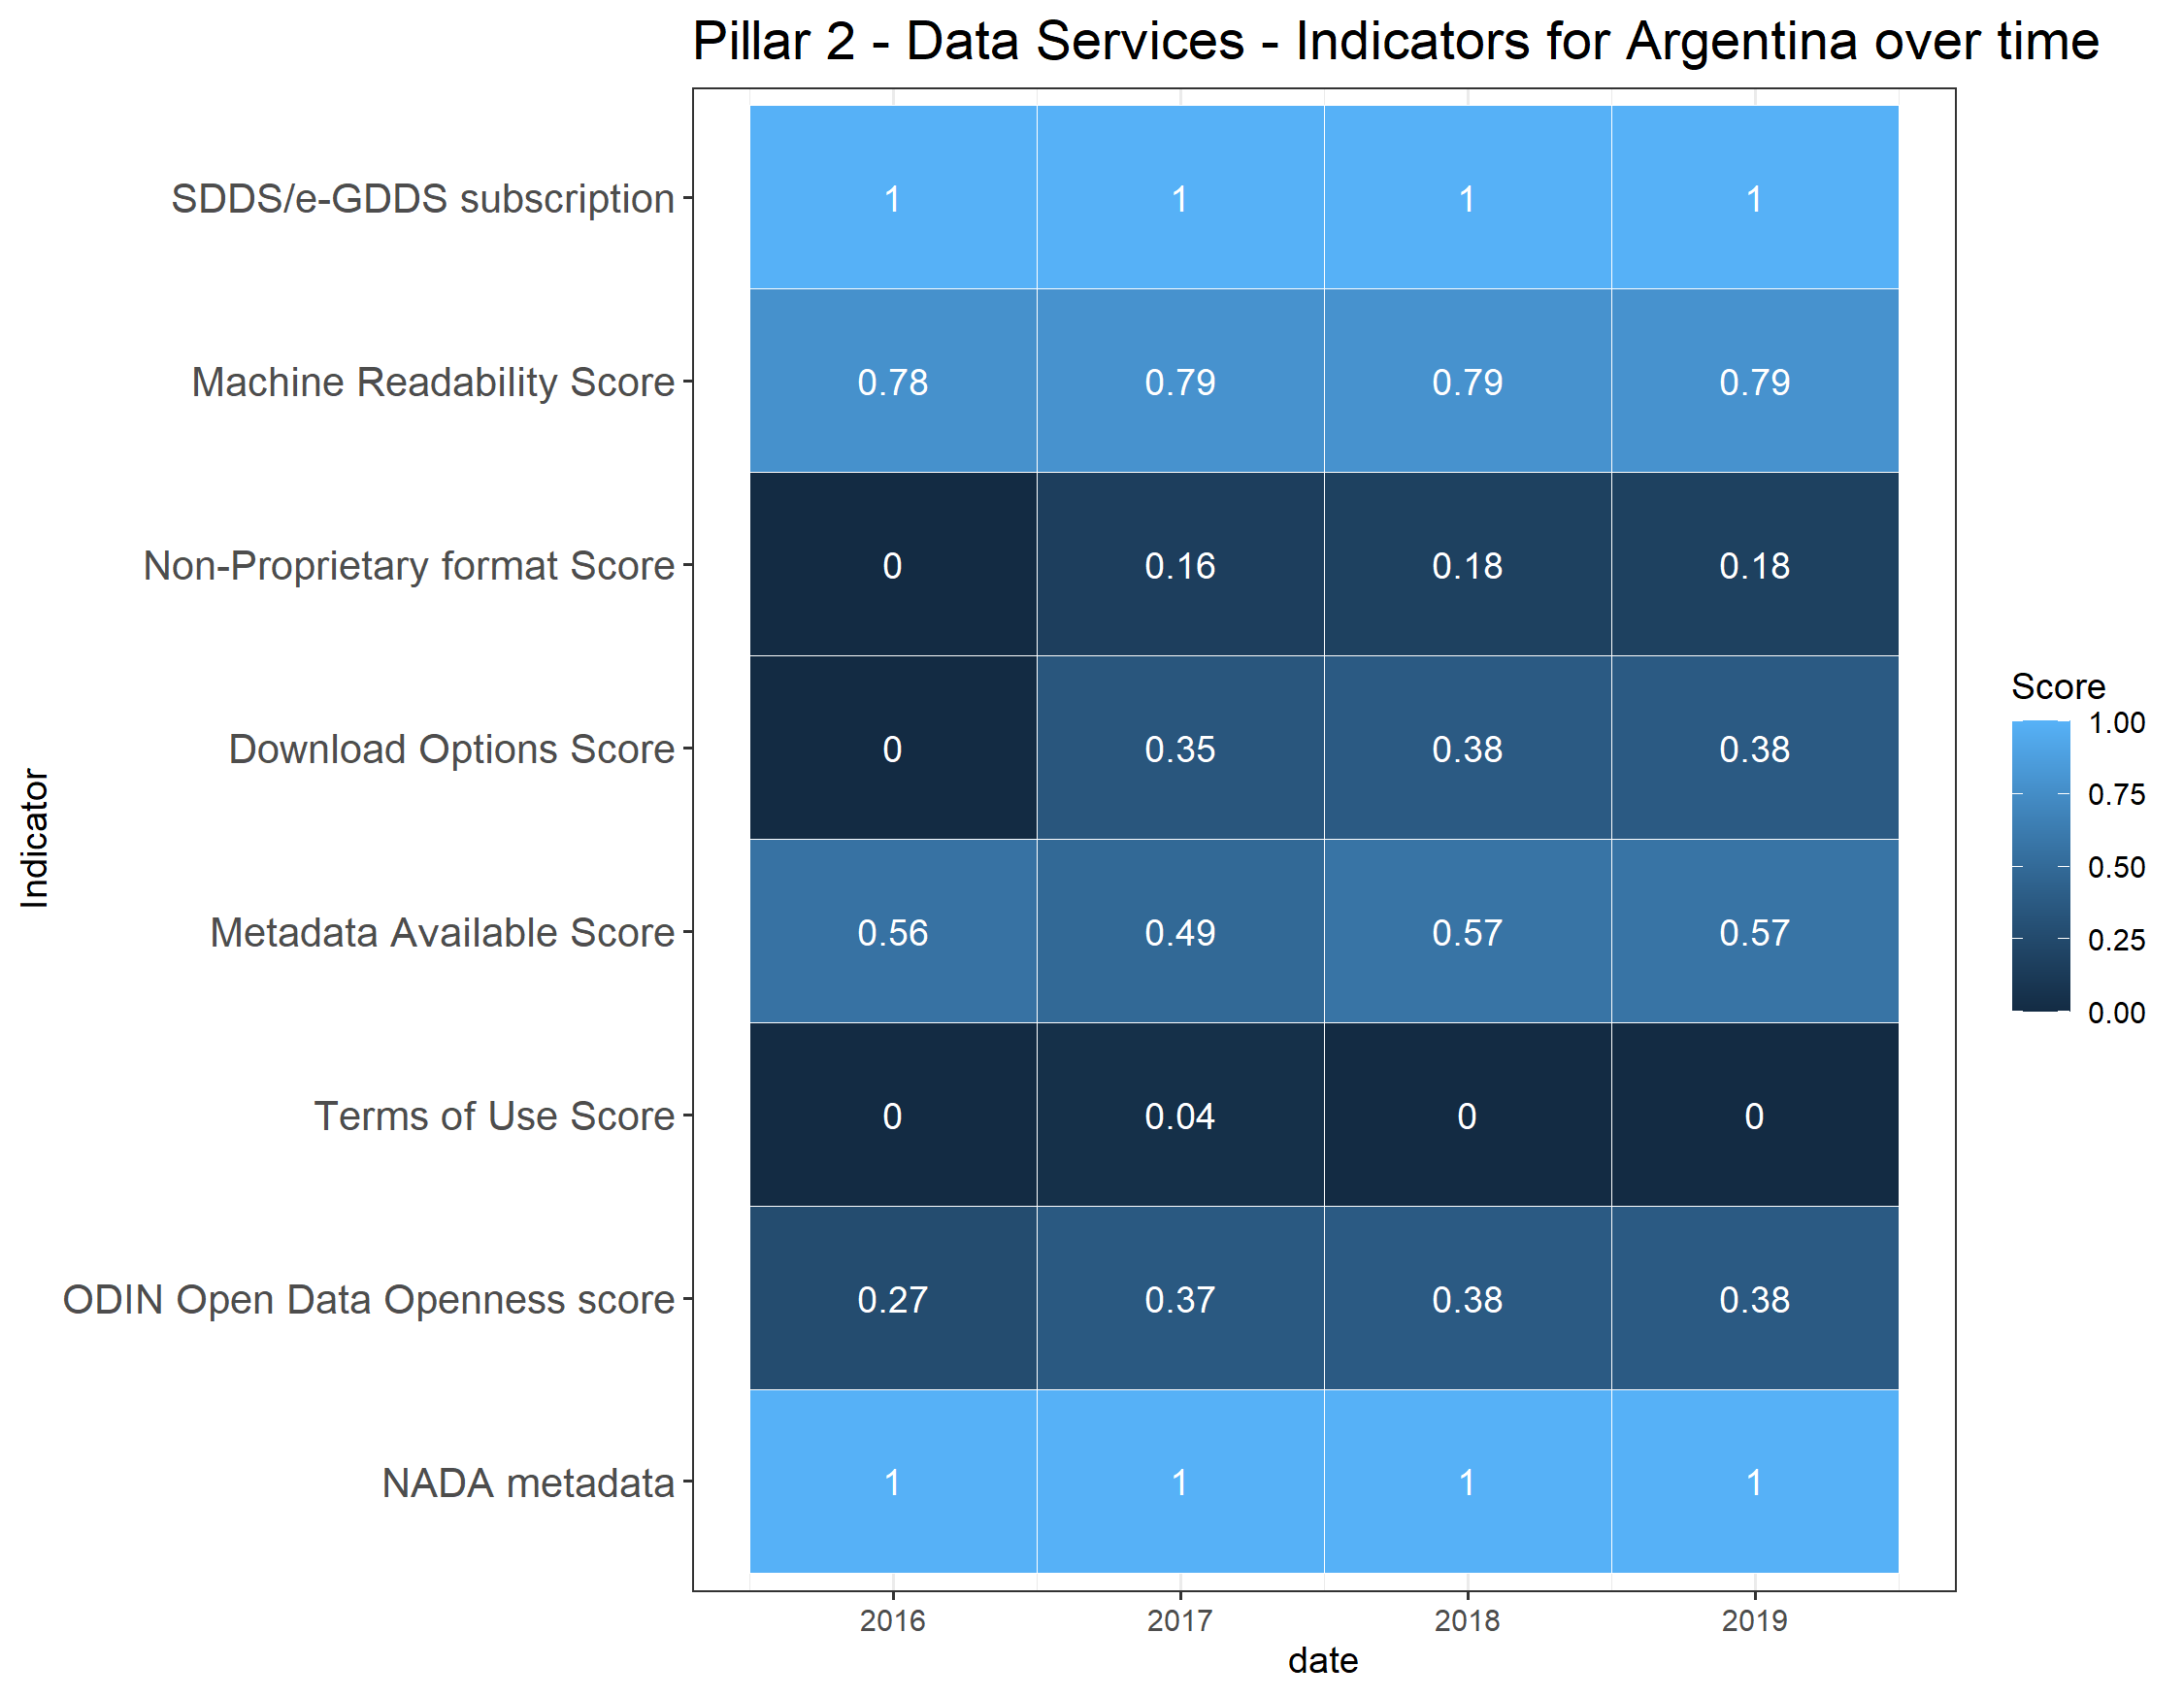 Pillar 2 - Data Services - Indicators for Argentina over time
SDDS/e-GDDS subscription 1 1 1 1
Machine Readability Score 0.78 0.79 0.79 0.79
Non-Proprietary format Score 0 0.16 0.18 0.18
Download Options Score 0 0.35 0.38 0.38
Metadata Available Score 0.56 0.49 0.57 0.57
Terms of Use Score 0 0.04 0 0
ODIN Open Data Openness score 0.27 0.37 0.38 0.38
NADA metadata 1 1 1 1
Indicator
2016 2017 2018 2019
date
Score
1.00
0.75
0.50
0.25
0.00